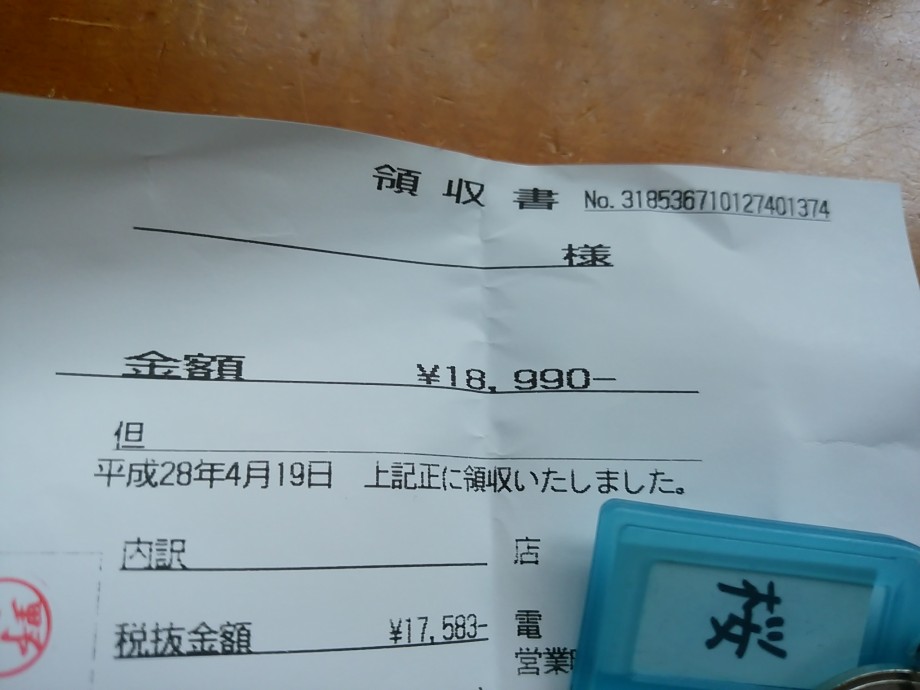 領収書 No.318536710127401374
様
金額 ¥18,990-
但
平成28年4月19日 上記正に領収いたしました。
内訳 店
税抜金額 ¥17,583- 電
営業
桜